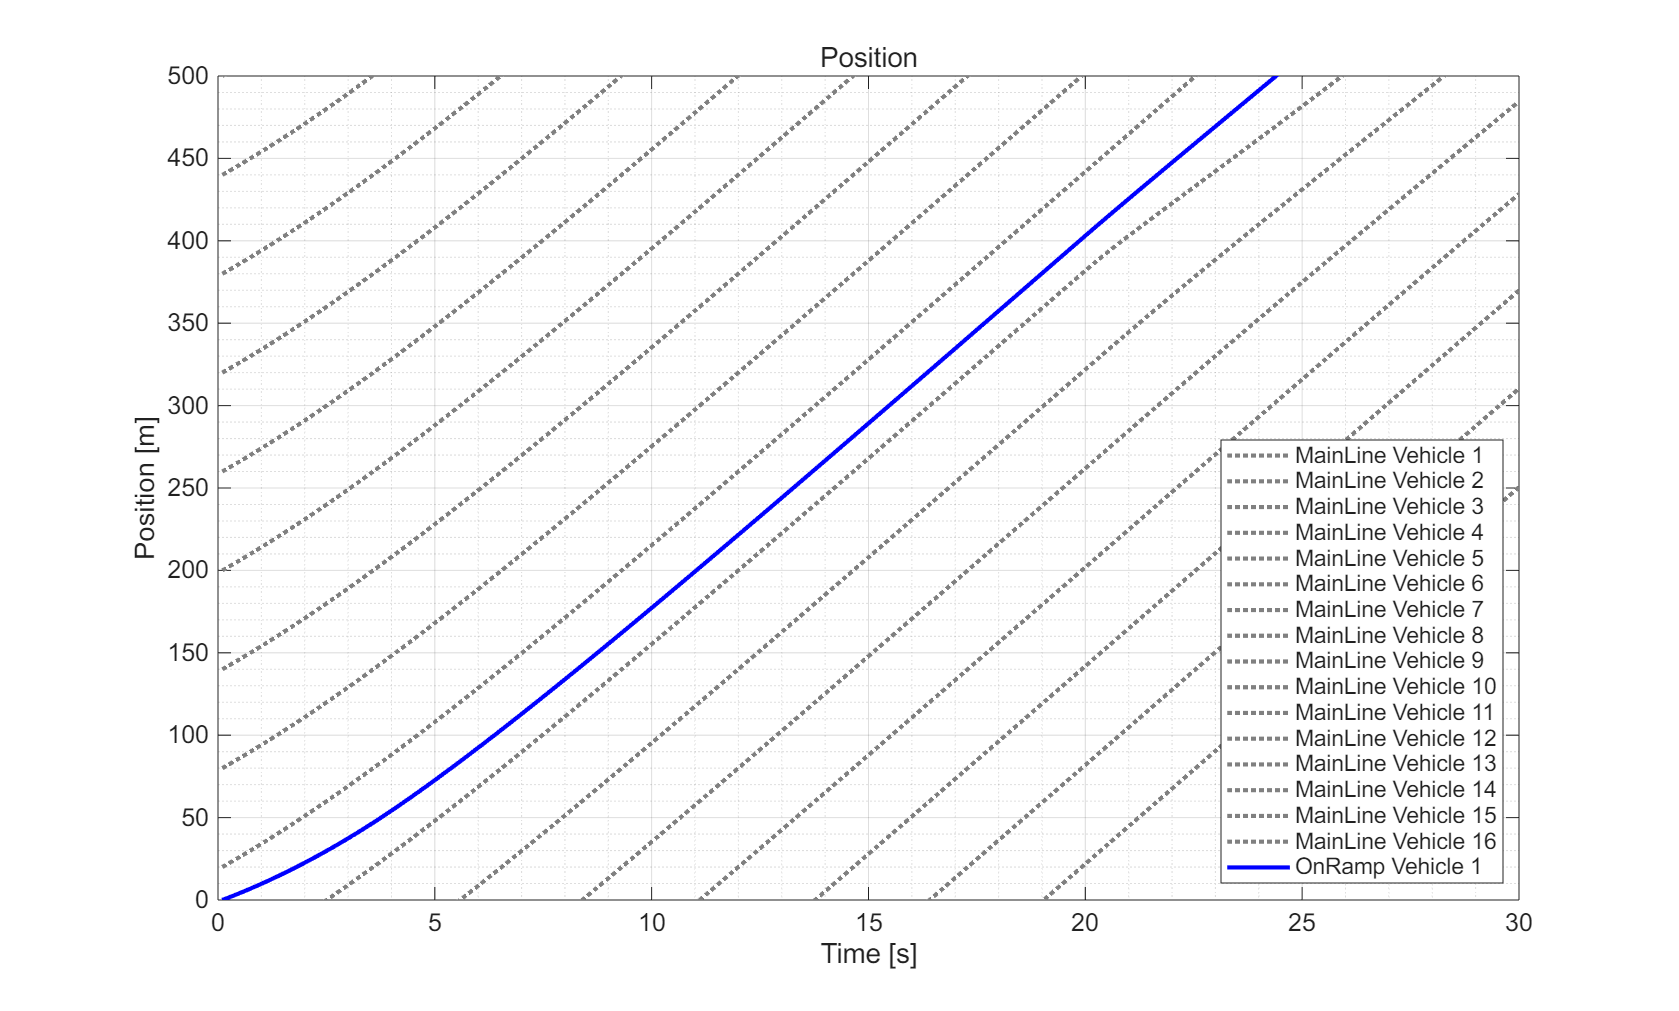 Position
500
450
400
350
300
250
200
150
100
50
0
Position [m]
0 5 10 15 20 25 30
Time [s]
MainLine Vehicle 1
MainLine Vehicle 2
MainLine Vehicle 3
MainLine Vehicle 4
MainLine Vehicle 5
MainLine Vehicle 6
MainLine Vehicle 7
MainLine Vehicle 8
MainLine Vehicle 9
MainLine Vehicle 10
MainLine Vehicle 11
MainLine Vehicle 12
MainLine Vehicle 13
MainLine Vehicle 14
MainLine Vehicle 15
MainLine Vehicle 16
OnRamp Vehicle 1